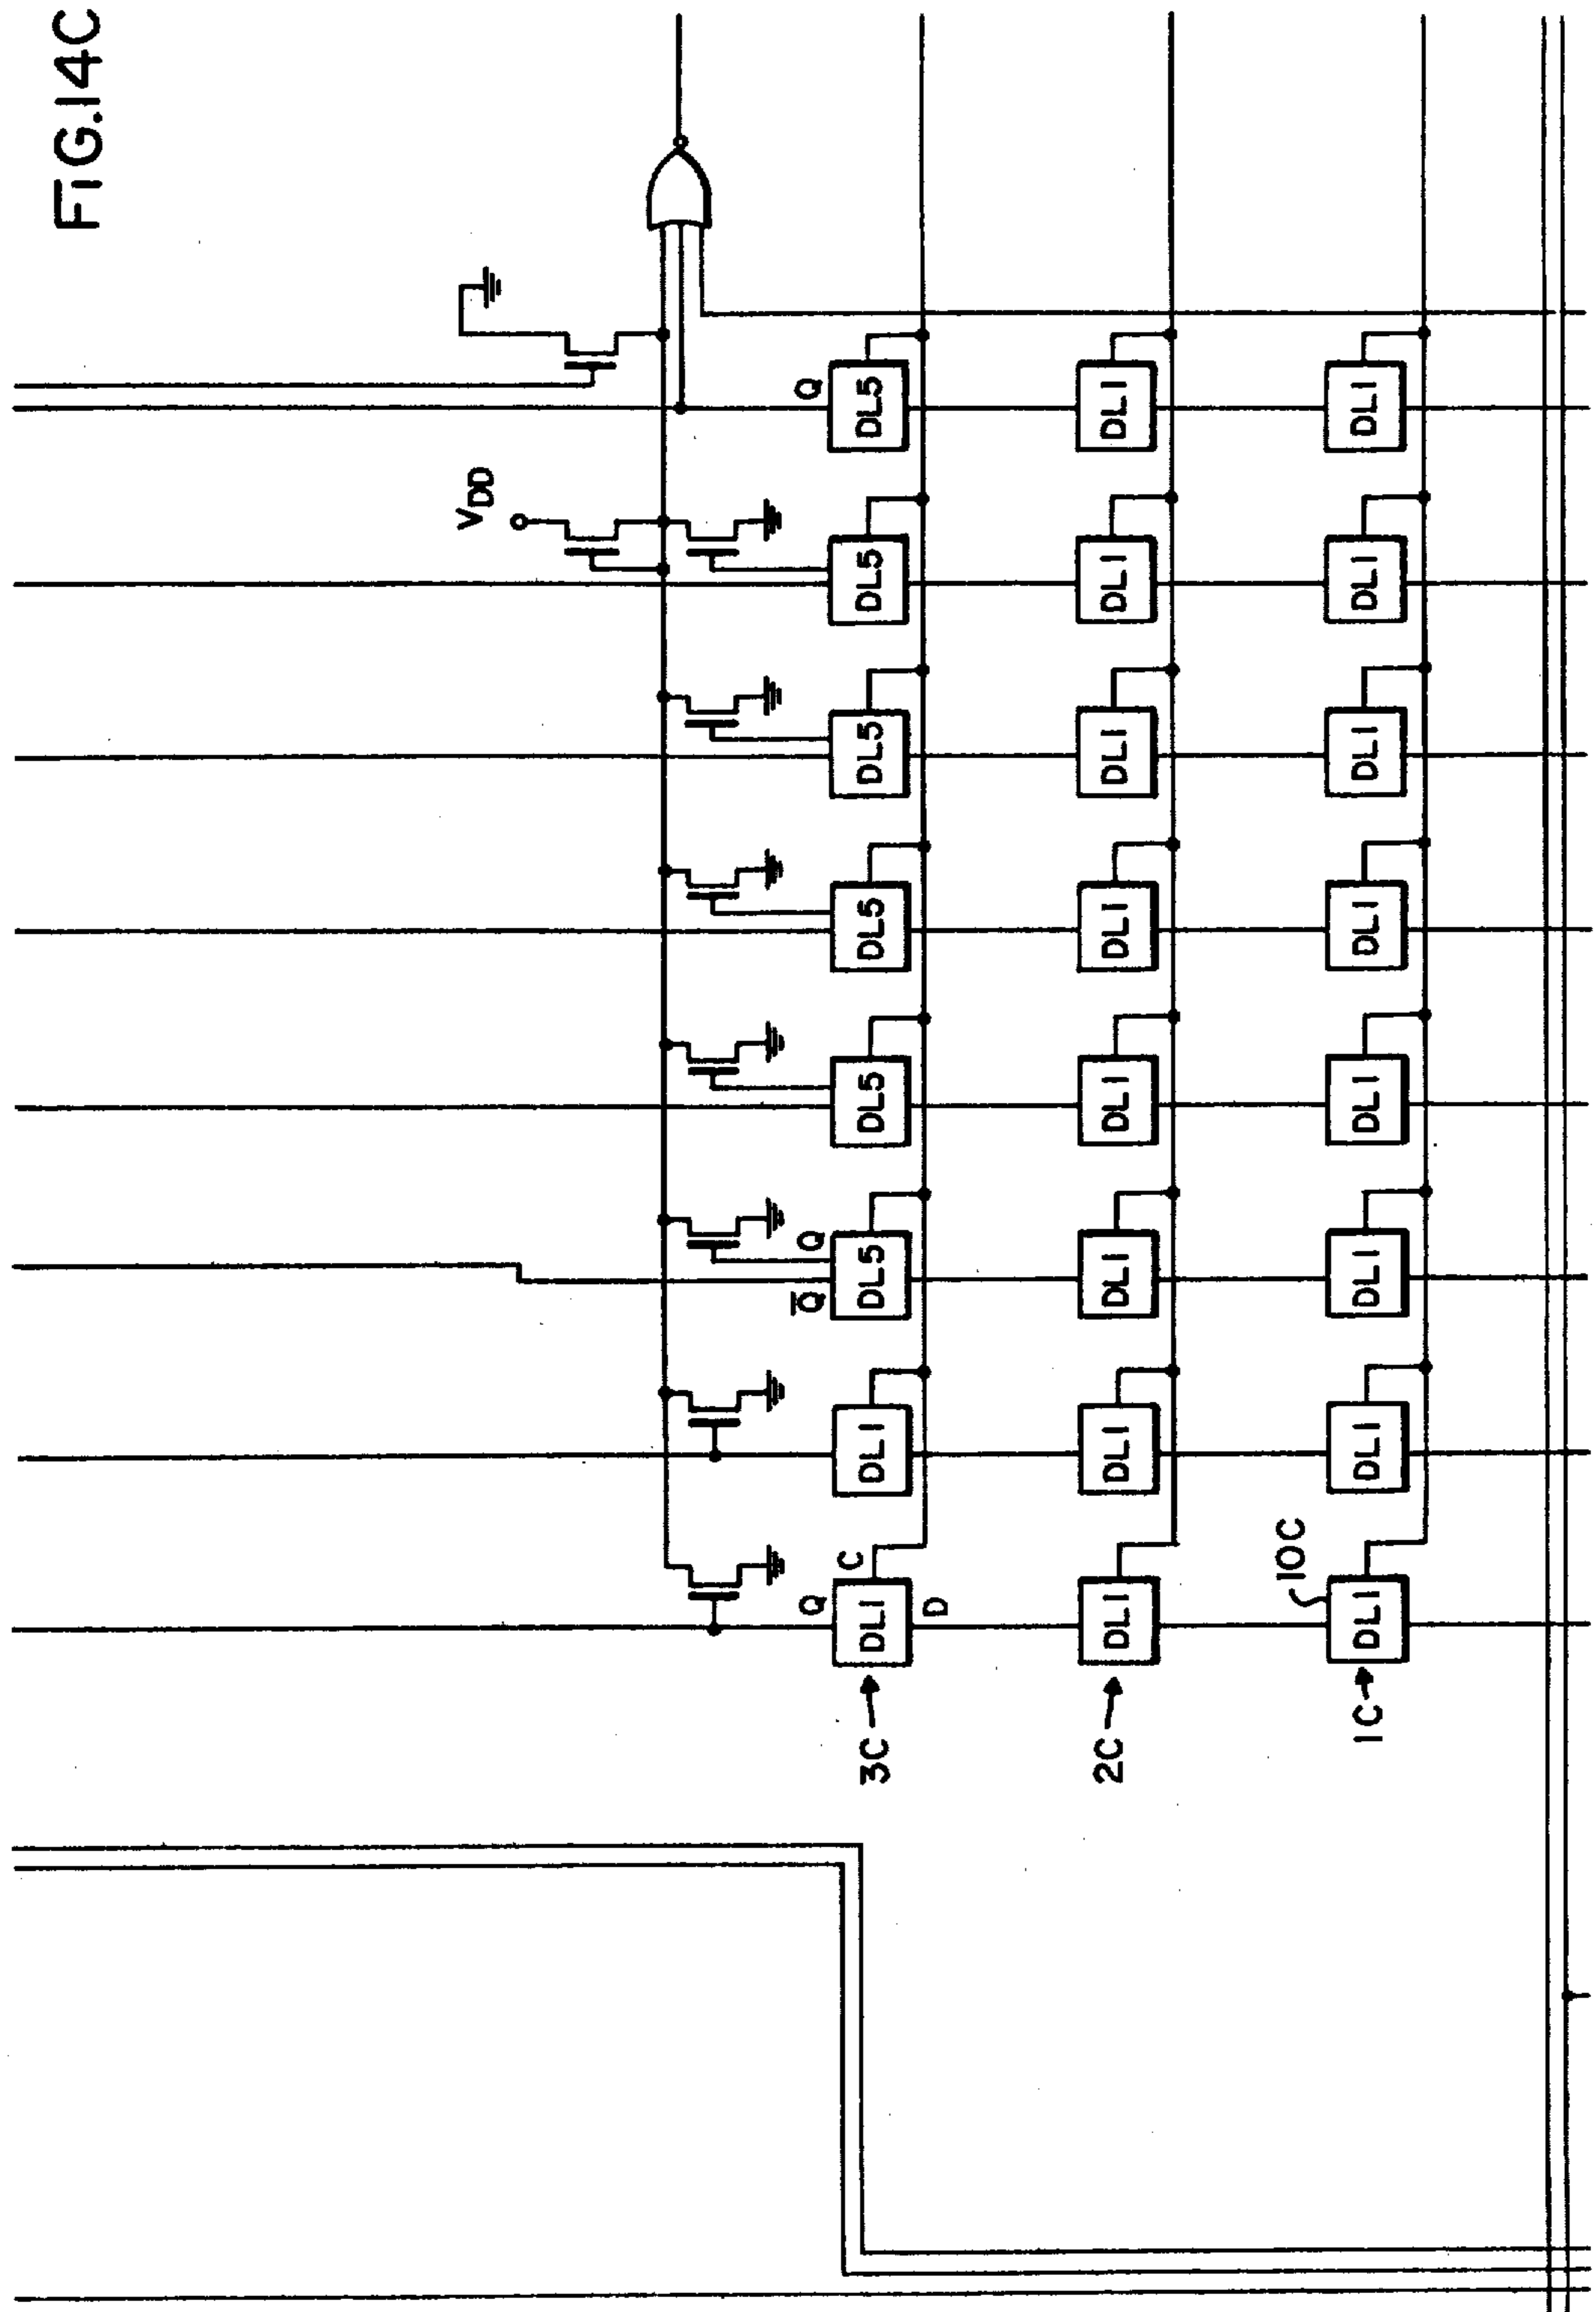 FIG.14C
VDD
Q Q̅ Q Q
C
3C DL1 DL1 DL5 DL5 DL5 DL5 DL5 DL5
D
2C DL1 DL1 DL1 DL1 DL1 DL1 DL1 DL1
10C
1C DL1 DL1 DL1 DL1 DL1 DL1 DL1 DL1